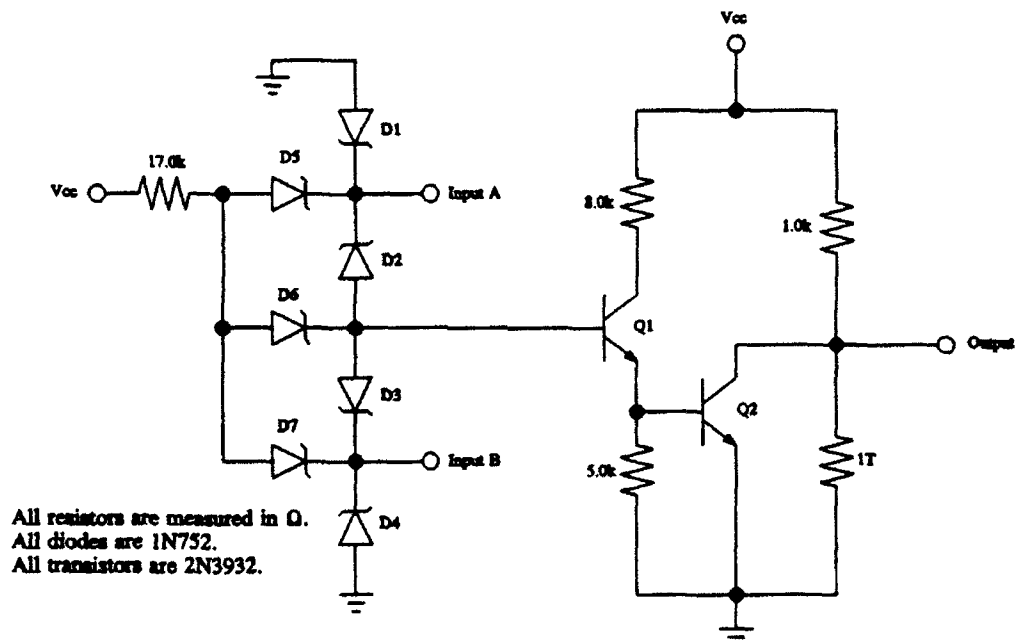 Vcc
D1
17.0k
D5
Vcc
Input A
8.0k
1.0k
D2
D6
Q1
Output
D3
Q2
D7
Input B
5.0k
1T
D4
All resistors are measured in Ω.
All diodes are 1N752.
All transistors are 2N3932.